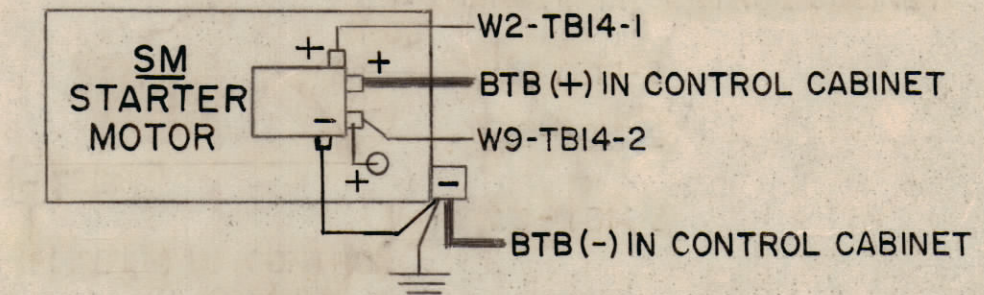 W2-TB14-1
+
+
SM
STARTER
MOTOR
BTB (+) IN CONTROL CABINET
-
W9-TB14-2
+
-
BTB (-) IN CONTROL CABINET